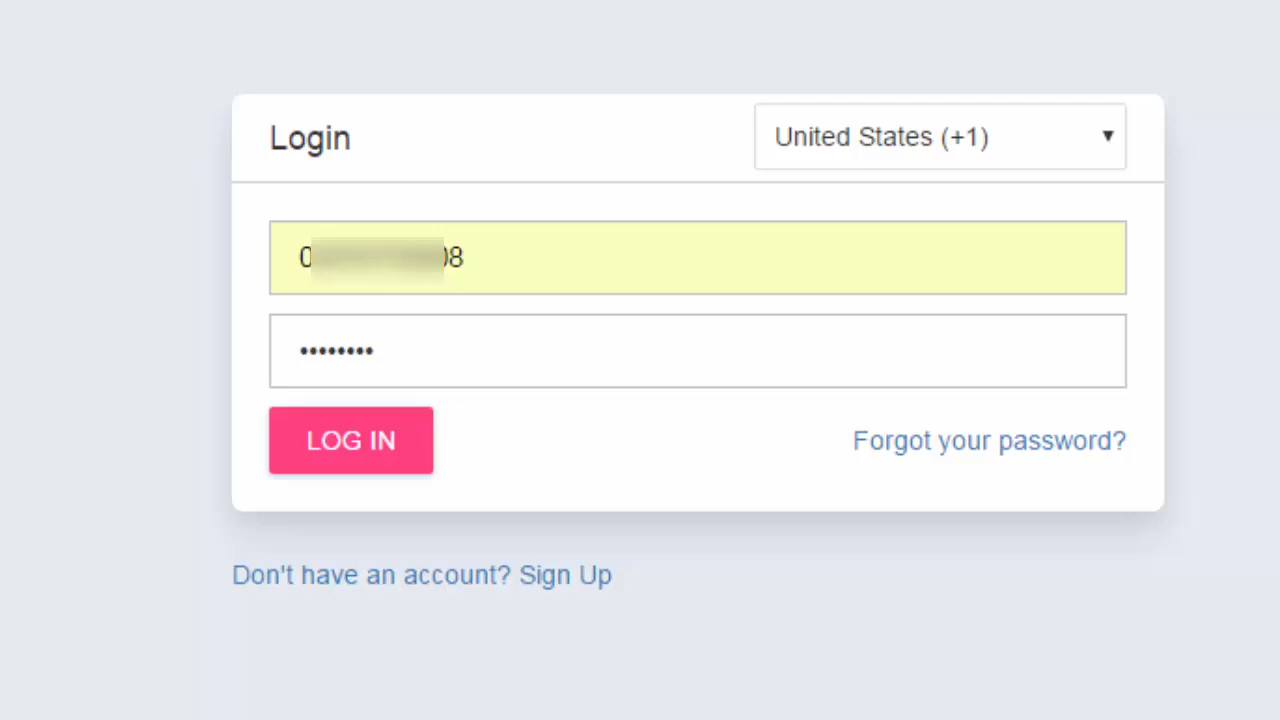 Login
United States (+1)
••••••••
LOG IN
Forgot your password?
Don't have an account? Sign Up